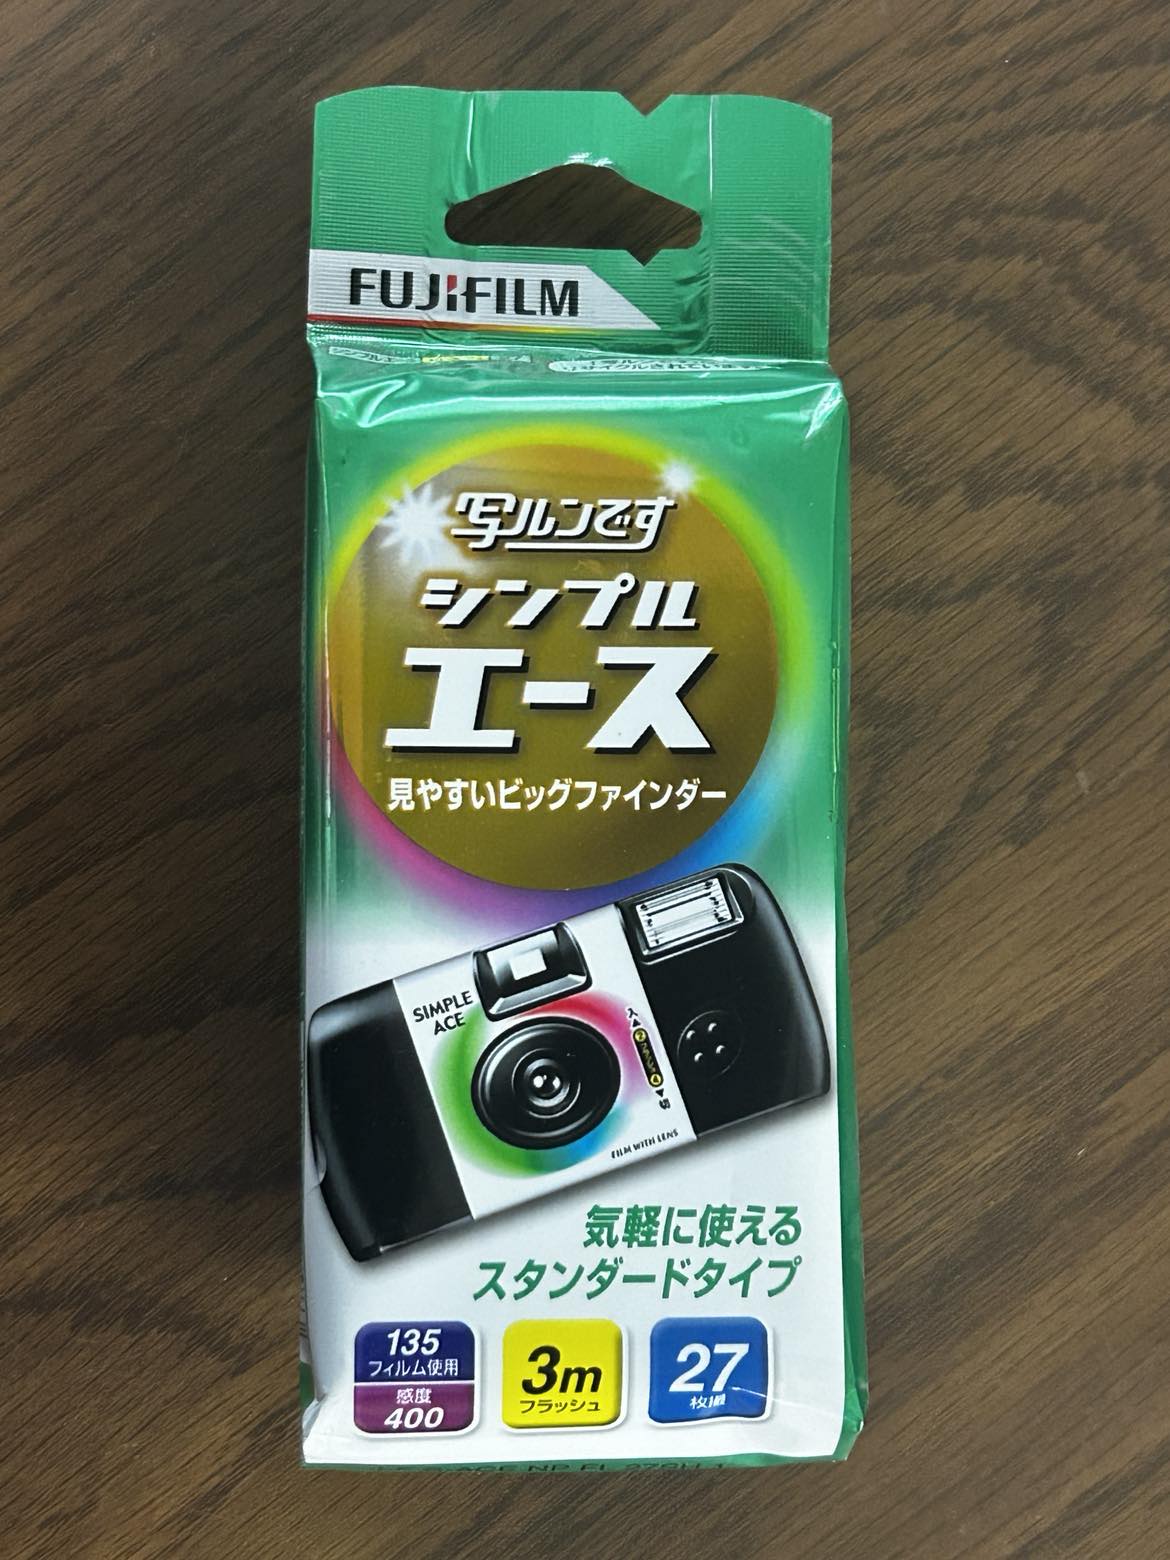 FUJIFILM
写ルンです
シンプル
エース
見やすいビッグファインダー
SIMPLE
ACE
入
切
FILM WITH LENS
気軽に使える
スタンダードタイプ
135
フィルム使用
感度
400
3m
フラッシュ
27
枚撮